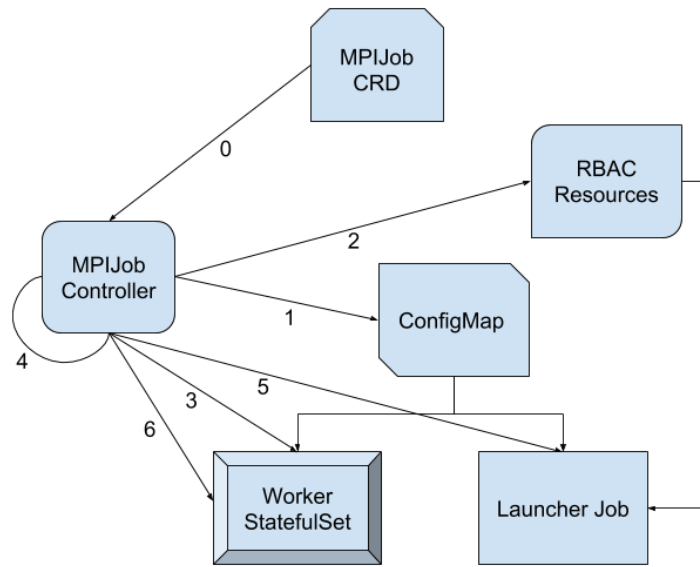 MPIJob
CRD
0
RBAC
Resources
2
MPIJob
Controller
1
ConfigMap
4
3
5
6
Worker
StatefulSet
Launcher Job